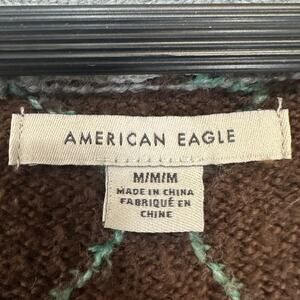 AMERICAN EAGLE
M/M/M
MADE IN CHINA
FABRIQUÉ EN
CHINE